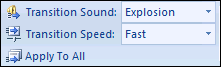 Transition Sound: Explosion
Transition Speed: Fast
Apply To All